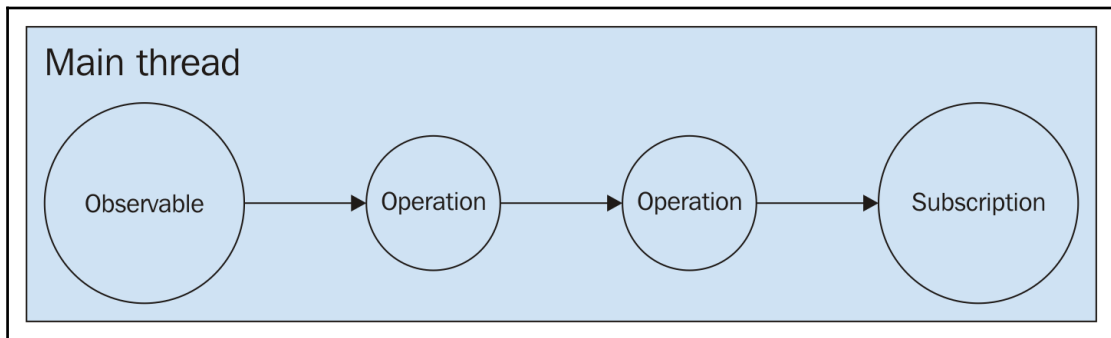 Main thread
Observable
Operation
Operation
Subscription